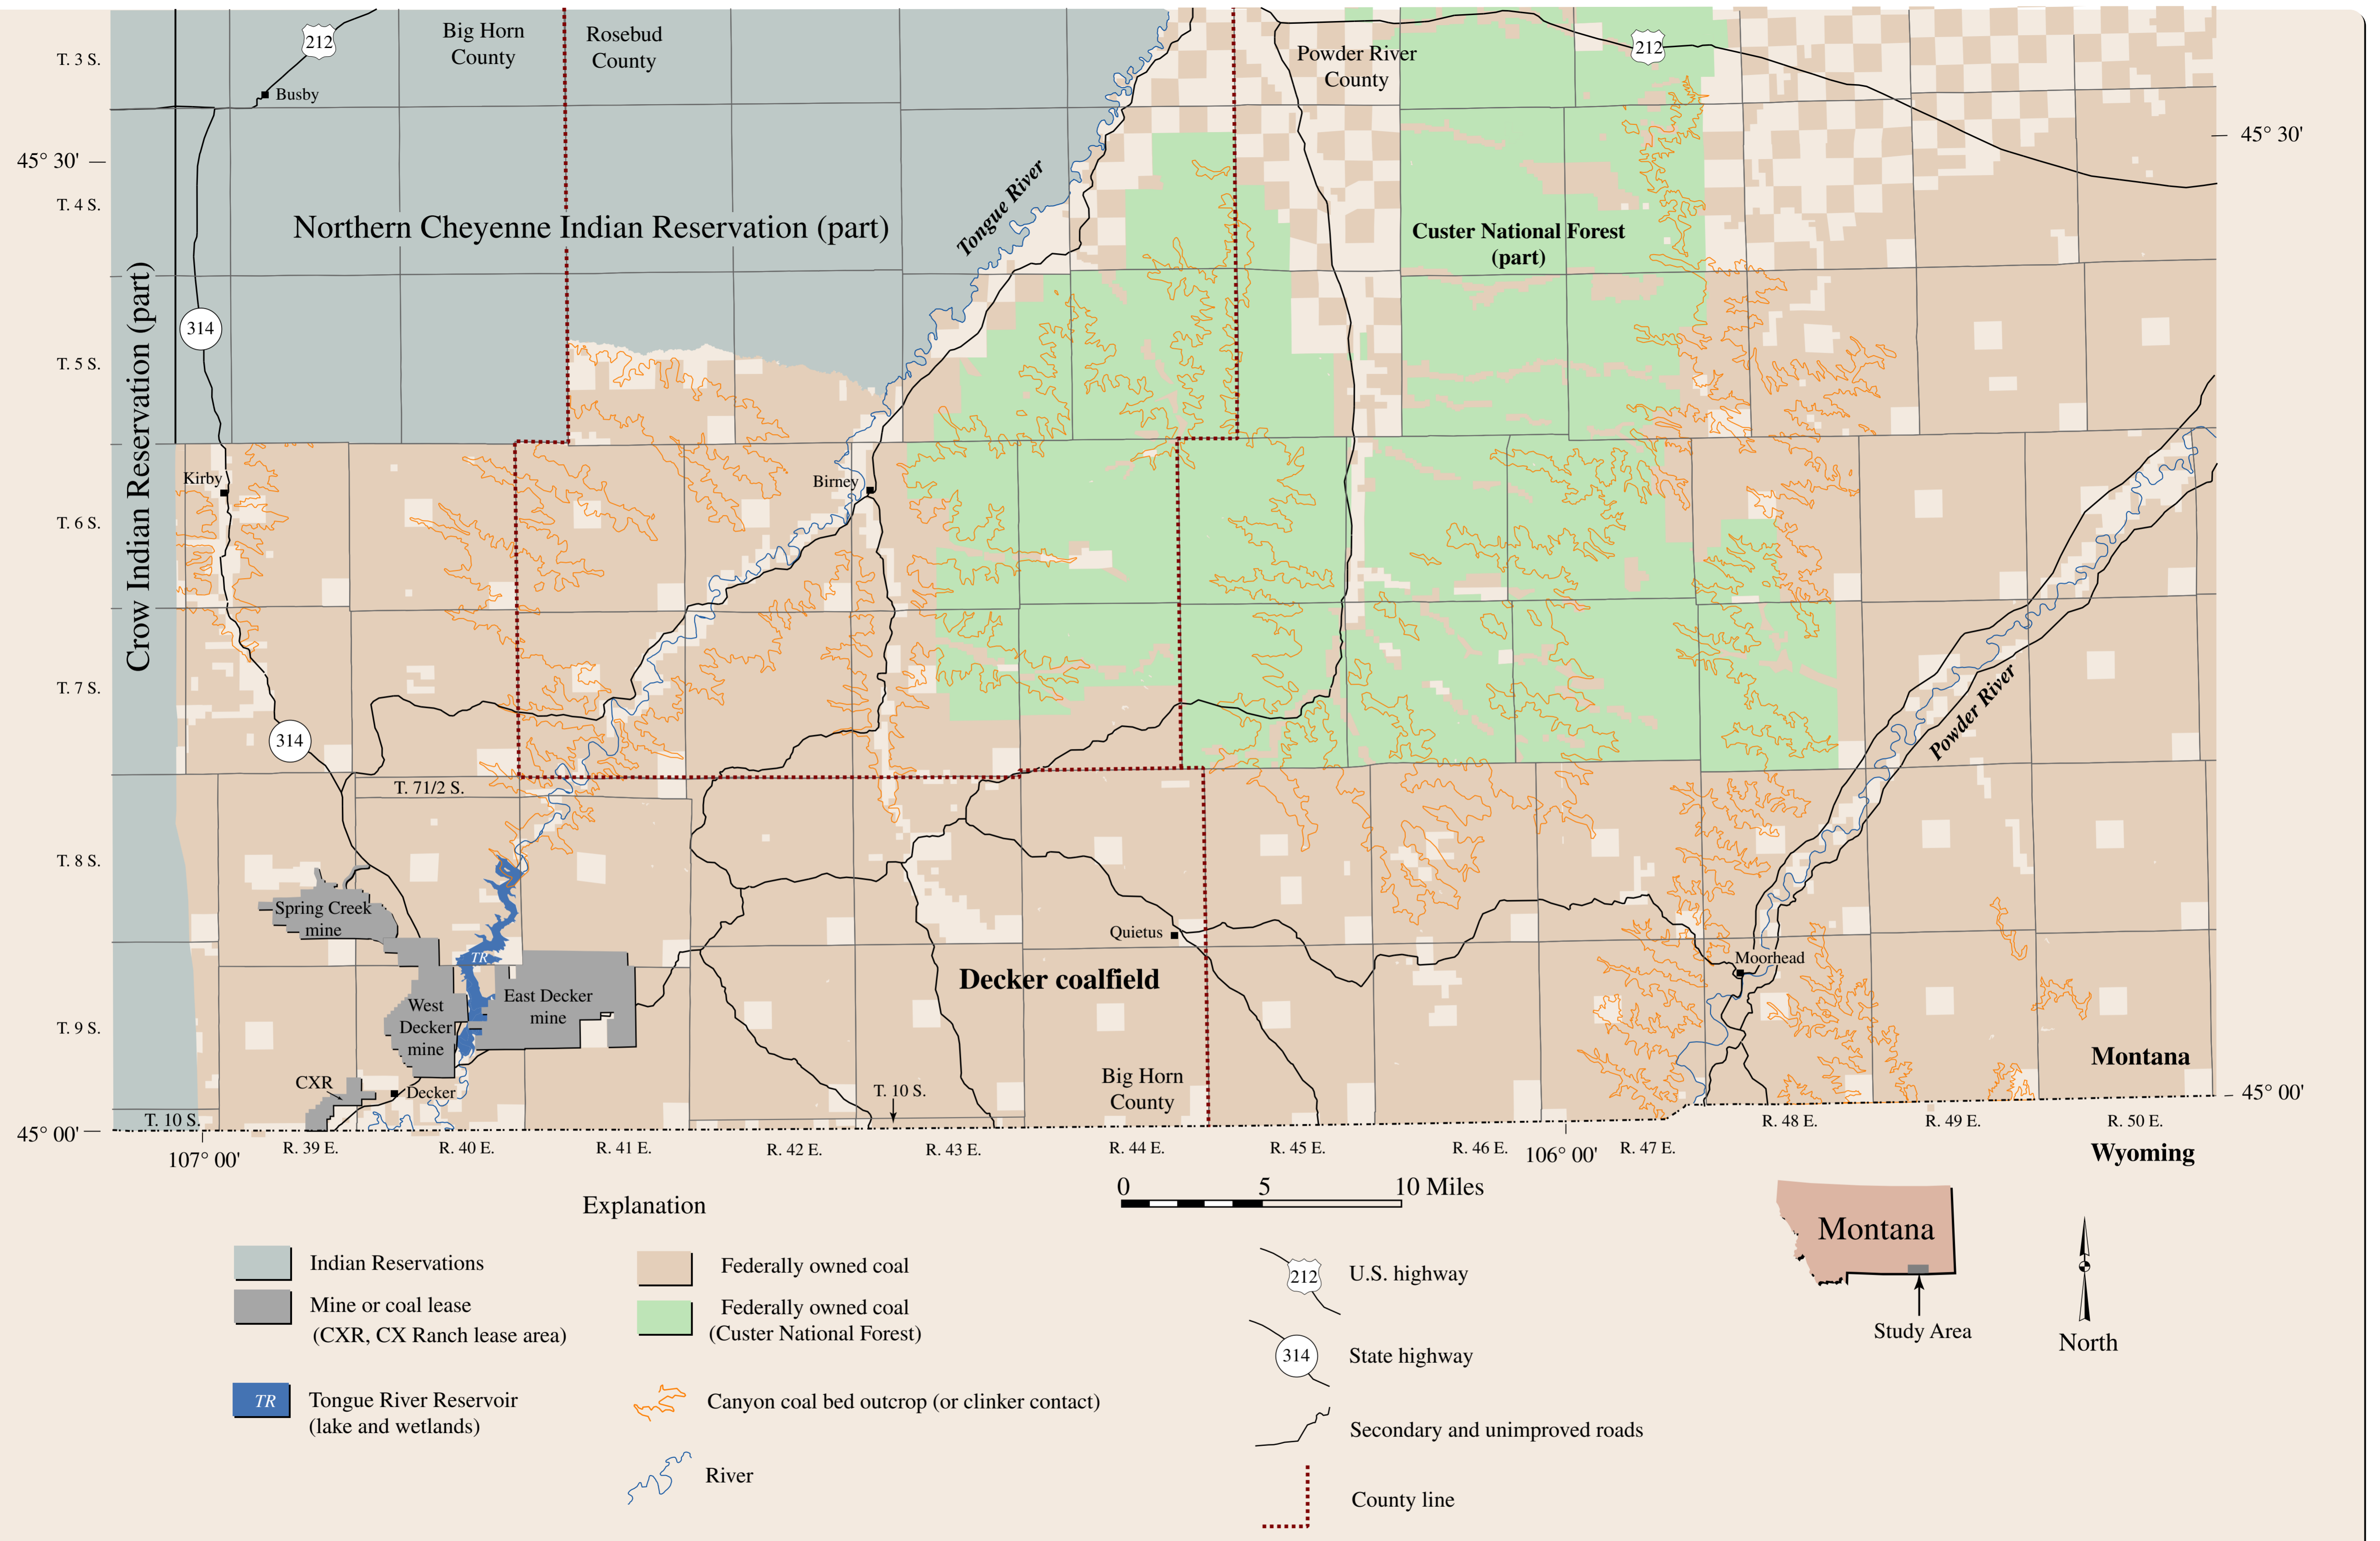 212
Big Horn
County
Rosebud
County
Powder River
County
212
T. 3 S.
Busby
45° 30'
45° 30'
T. 4 S.
Tongue River
Northern Cheyenne Indian Reservation (part)
Custer National Forest
(part)
Crow Indian Reservation (part)
314
T. 5 S.
Kirby
Birney
T. 6 S.
T. 7 S.
Powder River
314
T. 71/2 S.
T. 8 S.
Spring Creek
mine
Quietus
TR
Moorhead
Decker coalfield
West
Decker
mine
East Decker
mine
T. 9 S.
Montana
CXR
Decker
T. 10 S.
Big Horn
County
45° 00'
T. 10 S.
45° 00'
107° 00'
R. 39 E.
R. 40 E.
R. 41 E.
R. 42 E.
R. 43 E.
R. 44 E.
R. 45 E.
R. 46 E.
106° 00'
R. 47 E.
R. 48 E.
R. 49 E.
R. 50 E.
Wyoming
Explanation
0 5 10 Miles
Indian Reservations
Mine or coal lease
(CXR, CX Ranch lease area)
TR
Tongue River Reservoir
(lake and wetlands)
Federally owned coal
Federally owned coal
(Custer National Forest)
Canyon coal bed outcrop (or clinker contact)
River
212
U.S. highway
314
State highway
Secondary and unimproved roads
County line
Montana
Study Area
North